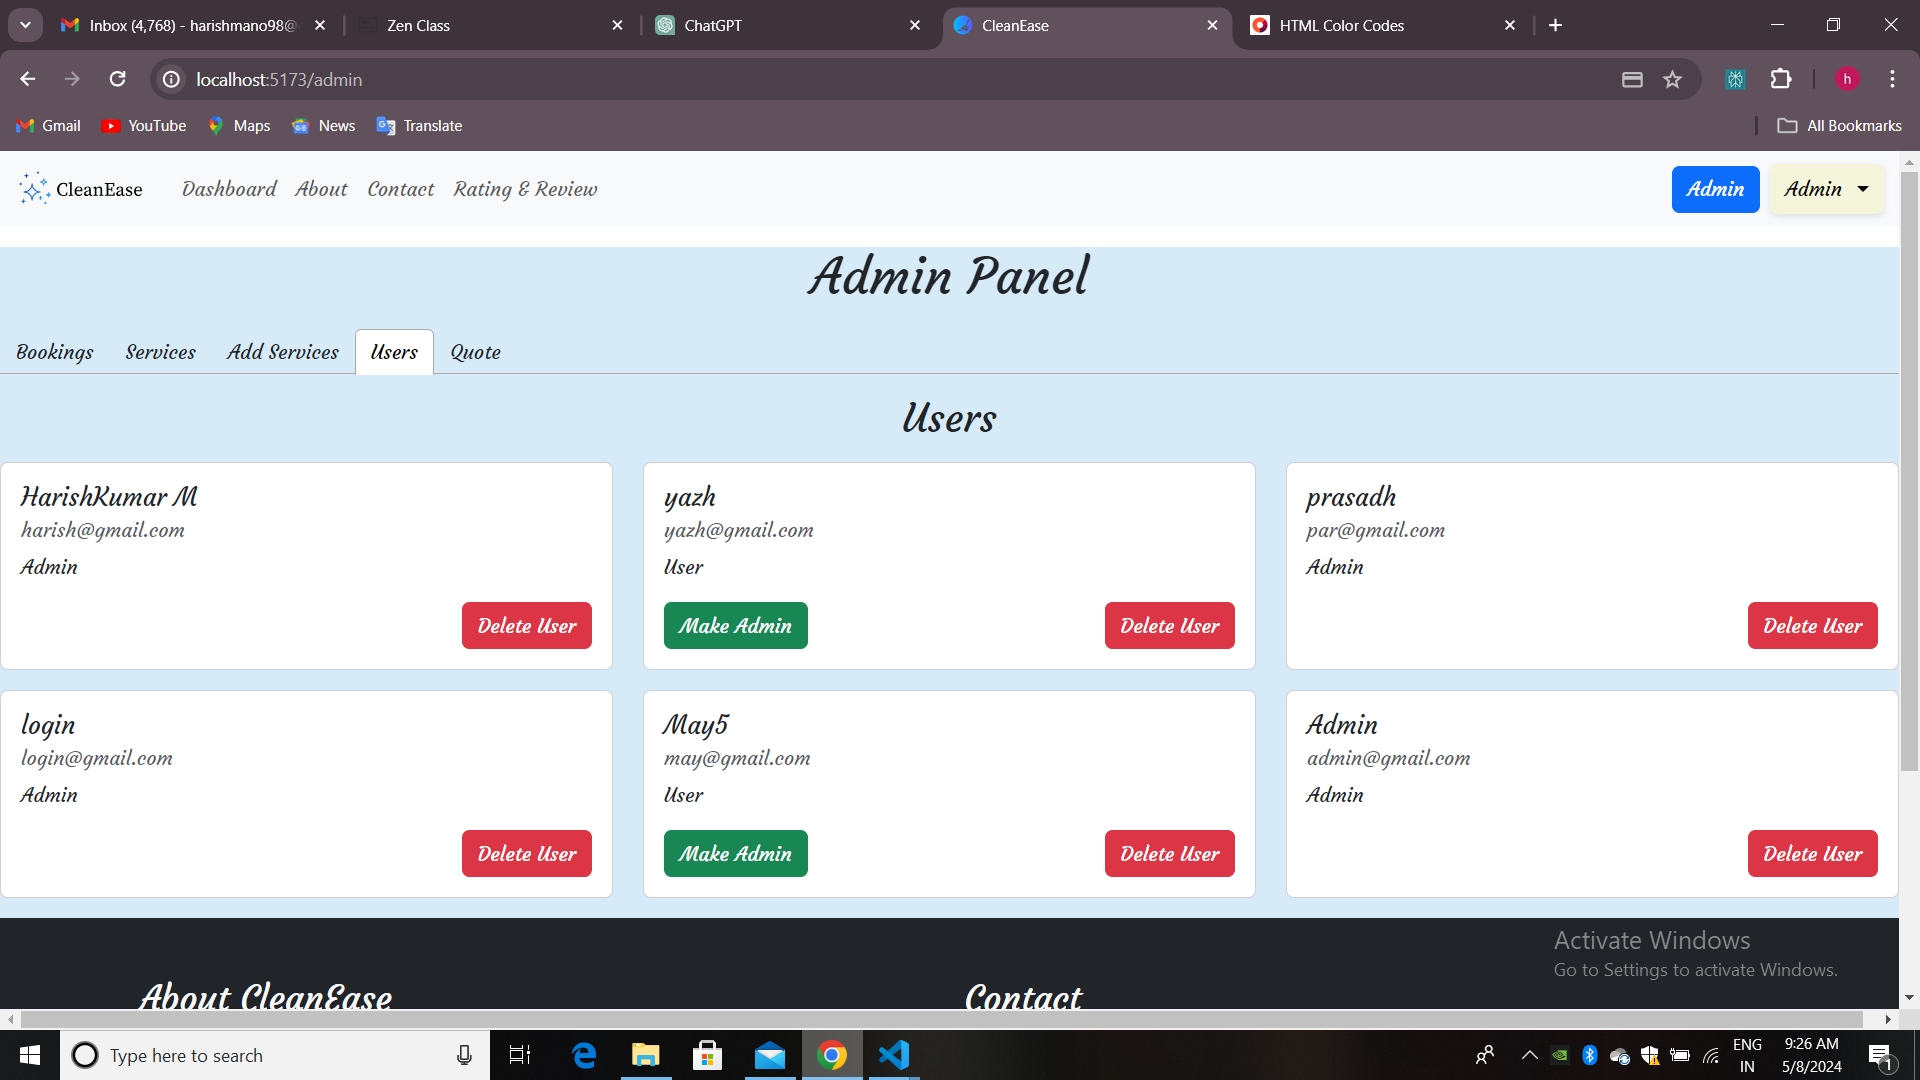 Inbox (4,768) - harishmano98@
Zen Class
ChatGPT
CleanEase
HTML Color Codes
localhost:5173/admin
h
Gmail
YouTube
Maps
News
Translate
All Bookmarks
CleanEase
Dashboard
About
Contact
Rating & Review
Admin
Admin
Admin Panel
Bookings
Services
Add Services
Users
Quote
Users
HarishKumar M
harish@gmail.com
Admin
Delete User
yazh
yazh@gmail.com
User
Make Admin
Delete User
prasadh
par@gmail.com
Admin
Delete User
login
login@gmail.com
Admin
Delete User
May5
may@gmail.com
User
Make Admin
Delete User
Admin
admin@gmail.com
Admin
Delete User
Activate Windows
Go to Settings to activate Windows.
About CleanEase
Contact
Type here to search
ENG
IN
9:26 AM
5/8/2024
1